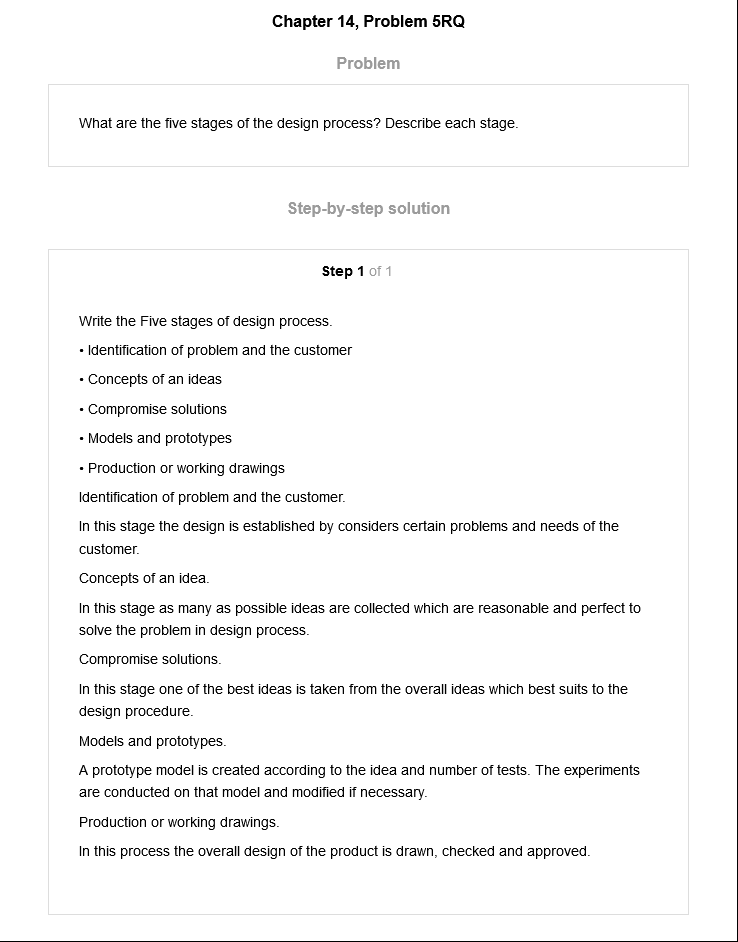 Chapter 14, Problem 5RQ
Problem
What are the five stages of the design process? Describe each stage.
Step-by-step solution
Step 1 of 1
Write the Five stages of design process.
• Identification of problem and the customer
• Concepts of an ideas
• Compromise solutions
• Models and prototypes
• Production or working drawings
Identification of problem and the customer.
In this stage the design is established by considers certain problems and needs of the
customer.
Concepts of an idea.
In this stage as many as possible ideas are collected which are reasonable and perfect to
solve the problem in design process.
Compromise solutions.
In this stage one of the best ideas is taken from the overall ideas which best suits to the
design procedure.
Models and prototypes.
A prototype model is created according to the idea and number of tests. The experiments
are conducted on that model and modified if necessary.
Production or working drawings.
In this process the overall design of the product is drawn, checked and approved.